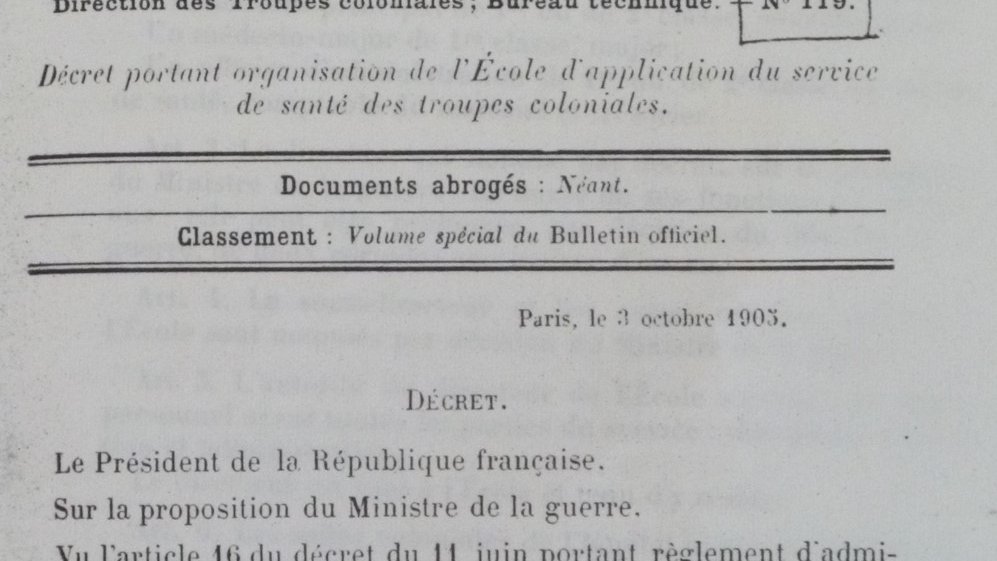 Direction des Troupes coloniales ; Bureau technique. — N° 119.
Décret portant organisation de l'École d'application du service
de santé des troupes coloniales.
Documents abrogés : Néant.
Classement : Volume spécial du Bulletin officiel.
Paris, le 3 octobre 1905.
DÉCRET.
Le Président de la République française.
Sur la proposition du Ministre de la guerre.
Vu l'article 16 du décret du 11 juin portant règlement d'admi-